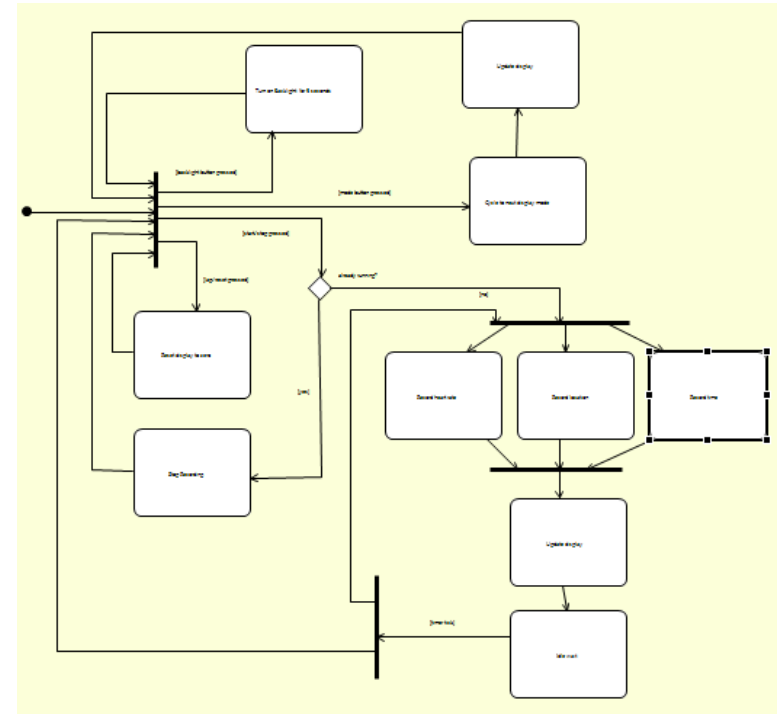 Update display
Turn on Backlight for 5 seconds
[backlight button pressed]
[mode button pressed]
Cycle to next display mode
[start/stop pressed]
already running?
[lap/reset pressed]
[no]
Reset display to zero
[yes]
Record heart rate
Record location
Record time
Stop Recording
Update display
[timer tick]
Idle wait